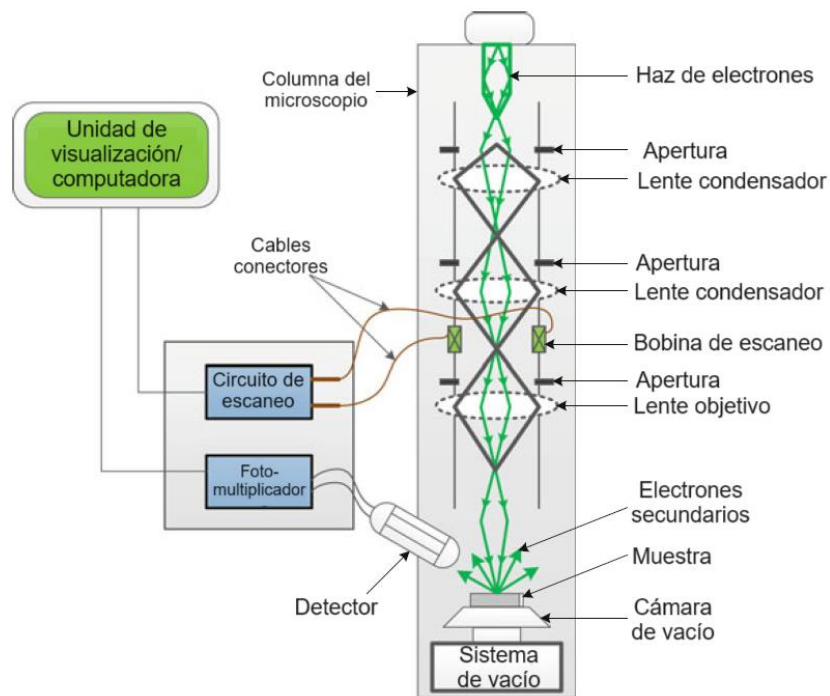 Columna del
microscopio
Haz de electrones
Unidad de
visualización/
computadora
Apertura
Lente condensador
Cables
conectores
Apertura
Lente condensador
Bobina de escaneo
Circuito de
escaneo
Apertura
Lente objetivo
Foto-
multiplicador
Electrones
secundarios
Muestra
Detector
Cámara
de vacío
Sistema
de vacío